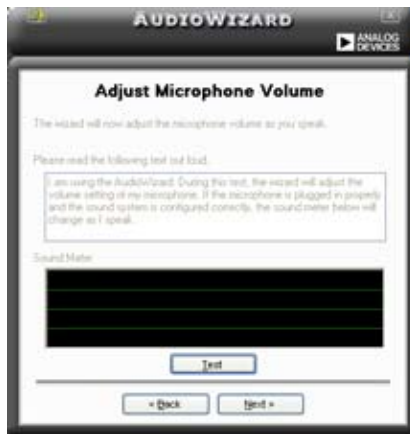 AUDIOWIZARD
ANALOG
DEVICES
Adjust Microphone Volume
The wizard will now adjust the microphone volume as you speak.
Please read the following text out loud.
I am using the AudioWizard. During this test, the wizard will adjust the
volume setting of my microphone. If the microphone is plugged in properly
and the sound system is configured correctly, the sound meter below will
change as I speak.
Sound Meter
Test
< Back
Next >